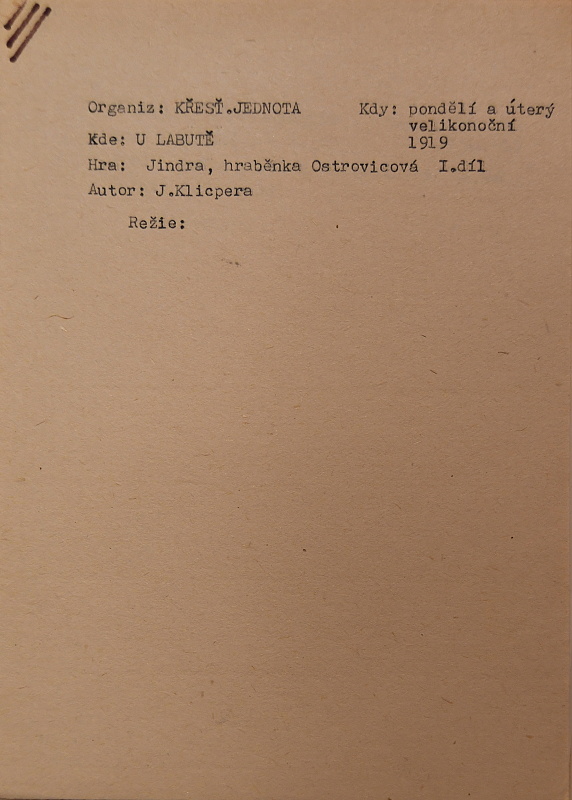 Organiz: KŘESŤ.JEDNOTA Kdy: pondělí a úterý
velikonoční
Kde: U LABUTĚ 1919
Hra: Jindra, hraběnka Ostrovicová I.díl
Autor: J.Klicpera
Režie: